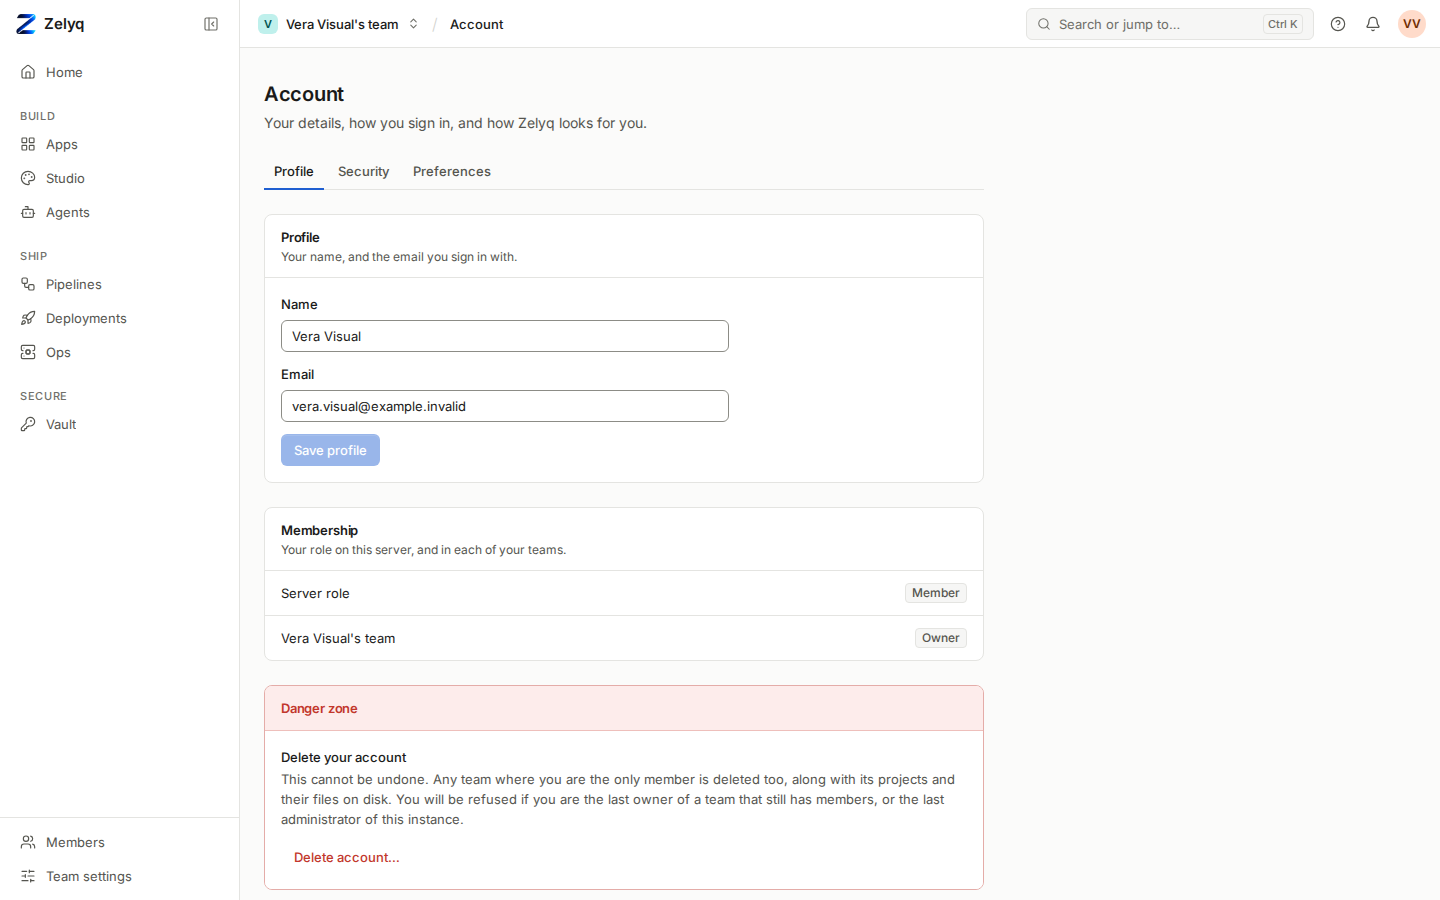 Zelyq
Home
BUILD
Apps
Studio
Agents
SHIP
Pipelines
Deployments
Ops
SECURE
Vault
Members
Team settings
V Vera Visual's team / Account
Search or jump to... Ctrl K
VV
Account
Your details, how you sign in, and how Zelyq looks for you.
Profile Security Preferences
Profile
Your name, and the email you sign in with.
Name
Vera Visual
Email
vera.visual@example.invalid
Save profile
Membership
Your role on this server, and in each of your teams.
Server role Member
Vera Visual's team Owner
Danger zone
Delete your account
This cannot be undone. Any team where you are the only member is deleted too, along with its projects and
their files on disk. You will be refused if you are the last owner of a team that still has members, or the last
administrator of this instance.
Delete account...